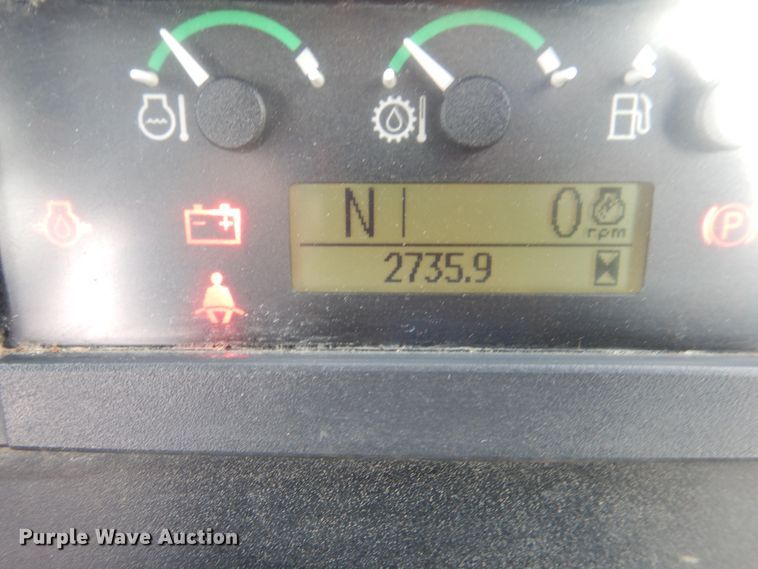 N 0 rpm
2735.9
P
Purple Wave Auction